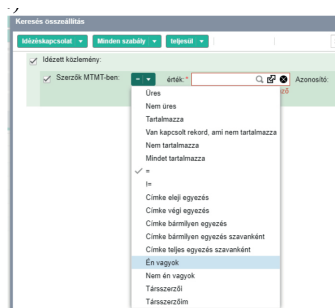 Keresés összeállítás
Idézéskapcsolat Minden szabály teljesül
Idézett közlemény:
Szerzők MTMT-ben: = érték:* Azonosító:
Üres
Nem üres
Tartalmazza
Van kapcsolt rekord, ami nem tartalmazza
Nem tartalmazza
Mindet tartalmazza
=
!=
Címke eleji egyezés
Címke végi egyezés
Címke bármilyen egyezés
Címke bármilyen egyezés szavanként
Címke teljes egyezés szavanként
Én vagyok
Nem én vagyok
Társszerzői
Társszerzőim